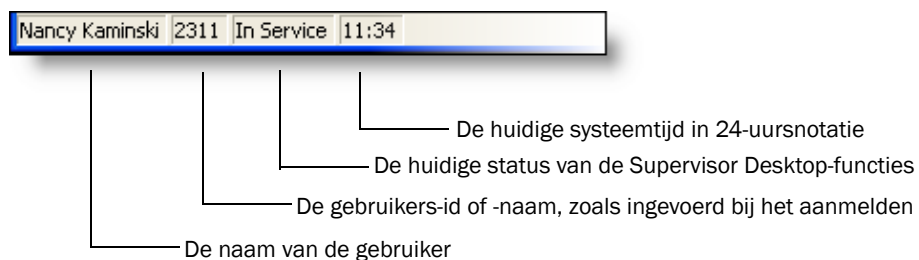 Nancy Kaminski 2311 In Service 11:34
De huidige systeemtijd in 24-uursnotatie
De huidige status van de Supervisor Desktop-functies
De gebruikers-id of -naam, zoals ingevoerd bij het aanmelden
De naam van de gebruiker